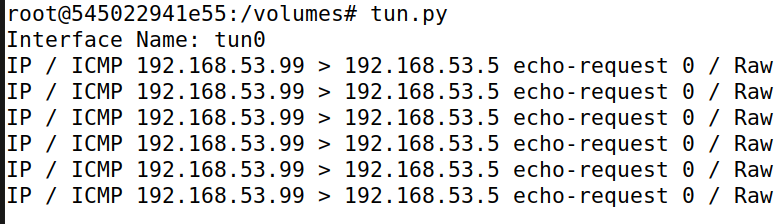 root@545022941e55:/volumes# tun.py
Interface Name: tun0
IP / ICMP 192.168.53.99 > 192.168.53.5 echo-request 0 / Raw
IP / ICMP 192.168.53.99 > 192.168.53.5 echo-request 0 / Raw
IP / ICMP 192.168.53.99 > 192.168.53.5 echo-request 0 / Raw
IP / ICMP 192.168.53.99 > 192.168.53.5 echo-request 0 / Raw
IP / ICMP 192.168.53.99 > 192.168.53.5 echo-request 0 / Raw
IP / ICMP 192.168.53.99 > 192.168.53.5 echo-request 0 / Raw